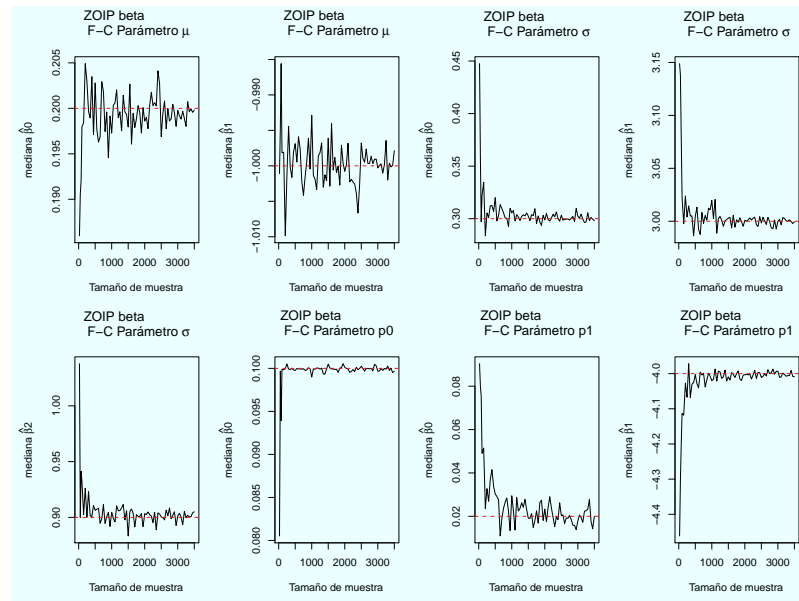 ZOIP beta
F−C Parámetro μ
mediana β̂0
0.190 0.195 0.200 0.205
0 1000 2000 3000
Tamaño de muestra
ZOIP beta
F−C Parámetro μ
mediana β̂1
−1.010 −1.000 −0.990
0 1000 2000 3000
Tamaño de muestra
ZOIP beta
F−C Parámetro σ
mediana β̂0
0.30 0.35 0.40 0.45
0 1000 2000 3000
Tamaño de muestra
ZOIP beta
F−C Parámetro σ
mediana β̂1
3.00 3.05 3.10 3.15
0 1000 2000 3000
Tamaño de muestra
ZOIP beta
F−C Parámetro σ
mediana β̂2
0.90 0.95 1.00
0 1000 2000 3000
Tamaño de muestra
ZOIP beta
F−C Parámetro p0
mediana β̂0
0.080 0.085 0.090 0.095 0.100
0 1000 2000 3000
Tamaño de muestra
ZOIP beta
F−C Parámetro p1
mediana β̂0
0.02 0.04 0.06 0.08
0 1000 2000 3000
Tamaño de muestra
ZOIP beta
F−C Parámetro p1
mediana β̂1
−4.4 −4.3 −4.2 −4.1 −4.0
0 1000 2000 3000
Tamaño de muestra